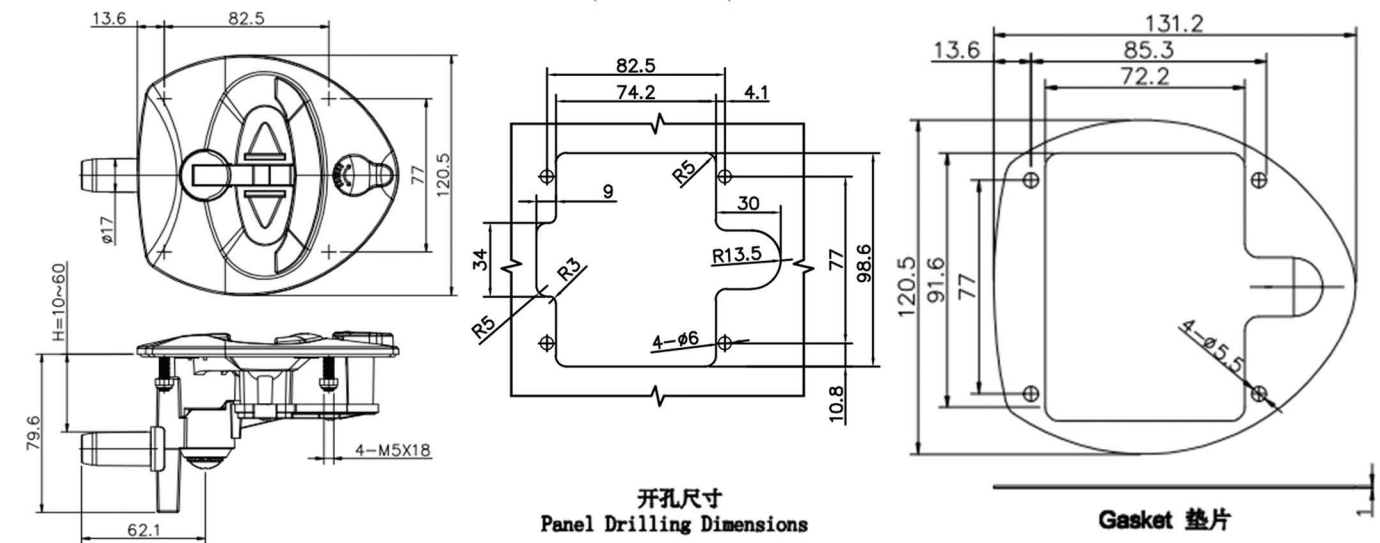 13.6
82.5
77
120.5
ø17
H=10~60
79.6
4-M5X18
62.1
82.5
74.2
4.1
R5
9
30
34
R3
R13.5
77
98.6
R5
4-ø6
10.8
开孔尺寸
Panel Drilling Dimensions
131.2
13.6
85.3
72.2
120.5
91.6
77
4-ø5.5
1
Gasket 垫片